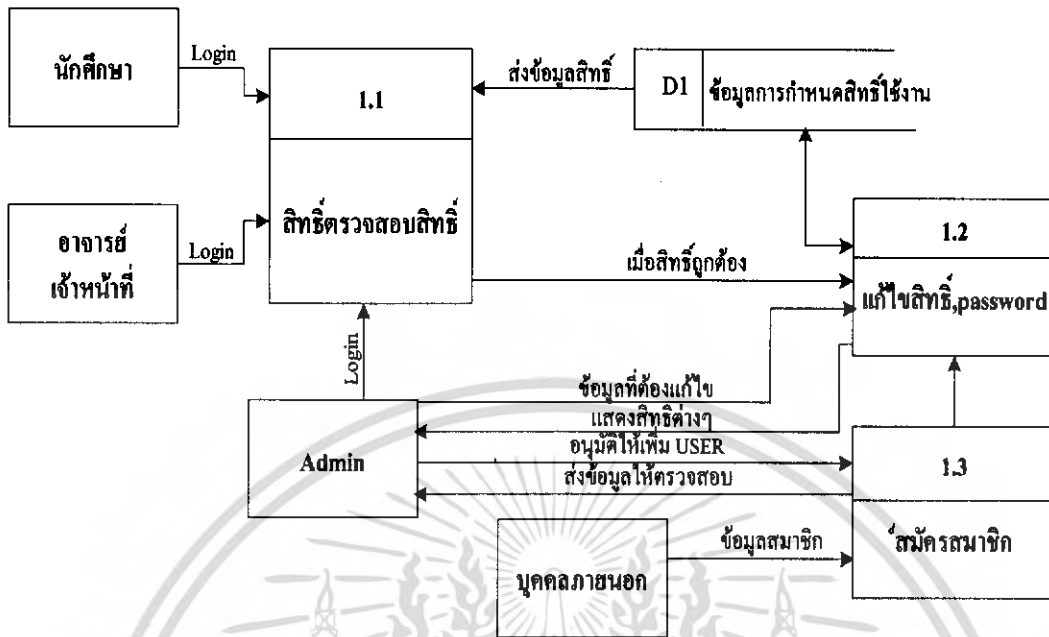 นักศึกษา
Login
1.1
ส่งข้อมูลสิทธิ์
D1
ข้อมูลการกำหนดสิทธิ์ใช้งาน
อาจารย์
เจ้าหน้าที่
Login
สิทธิ์ตรวจสอบสิทธิ์
1.2
เมื่อสิทธิ์ถูกต้อง
แก้ไขสิทธิ์,password
Login
ข้อมูลที่ต้องแก้ไข
แสดงสิทธิต่างๆ
อนุมัติให้เพิ่ม USER
ส่งข้อมูลให้ตรวจสอบ
Admin
1.3
ข้อมูลสมาชิก
์สมัครสมาชิก
บุคคลภายนอก